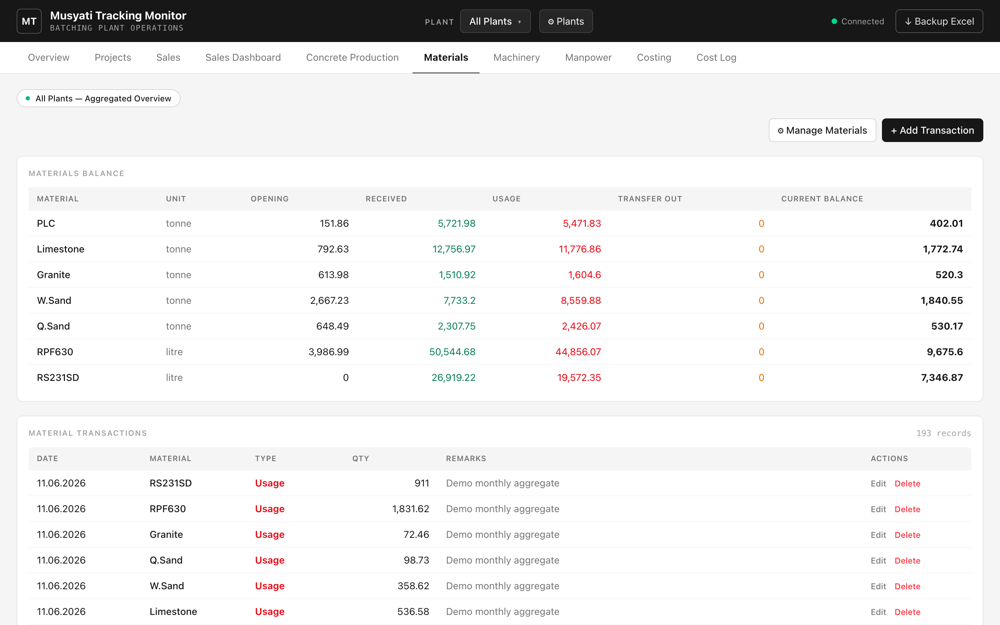 MT
Musyati Tracking Monitor
BATCHING PLANT OPERATIONS
PLANT All Plants ▾ ⚙ Plants
Connected ↓ Backup Excel
Overview Projects Sales Sales Dashboard Concrete Production Materials Machinery Manpower Costing Cost Log
All Plants — Aggregated Overview
⚙ Manage Materials + Add Transaction
MATERIALS BALANCE
MATERIAL UNIT OPENING RECEIVED USAGE TRANSFER OUT CURRENT BALANCE
PLC tonne 151.86 5,721.98 5,471.83 0 402.01
Limestone tonne 792.63 12,756.97 11,776.86 0 1,772.74
Granite tonne 613.98 1,510.92 1,604.6 0 520.3
W.Sand tonne 2,667.23 7,733.2 8,559.88 0 1,840.55
Q.Sand tonne 648.49 2,307.75 2,426.07 0 530.17
RPF630 litre 3,986.99 50,544.68 44,856.07 0 9,675.6
RS231SD litre 0 26,919.22 19,572.35 0 7,346.87
MATERIAL TRANSACTIONS 193 records
DATE MATERIAL TYPE QTY REMARKS ACTIONS
11.06.2026 RS231SD Usage 911 Demo monthly aggregate Edit Delete
11.06.2026 RPF630 Usage 1,831.62 Demo monthly aggregate Edit Delete
11.06.2026 Granite Usage 72.46 Demo monthly aggregate Edit Delete
11.06.2026 Q.Sand Usage 98.73 Demo monthly aggregate Edit Delete
11.06.2026 W.Sand Usage 358.62 Demo monthly aggregate Edit Delete
11.06.2026 Limestone Usage 536.58 Demo monthly aggregate Edit Delete